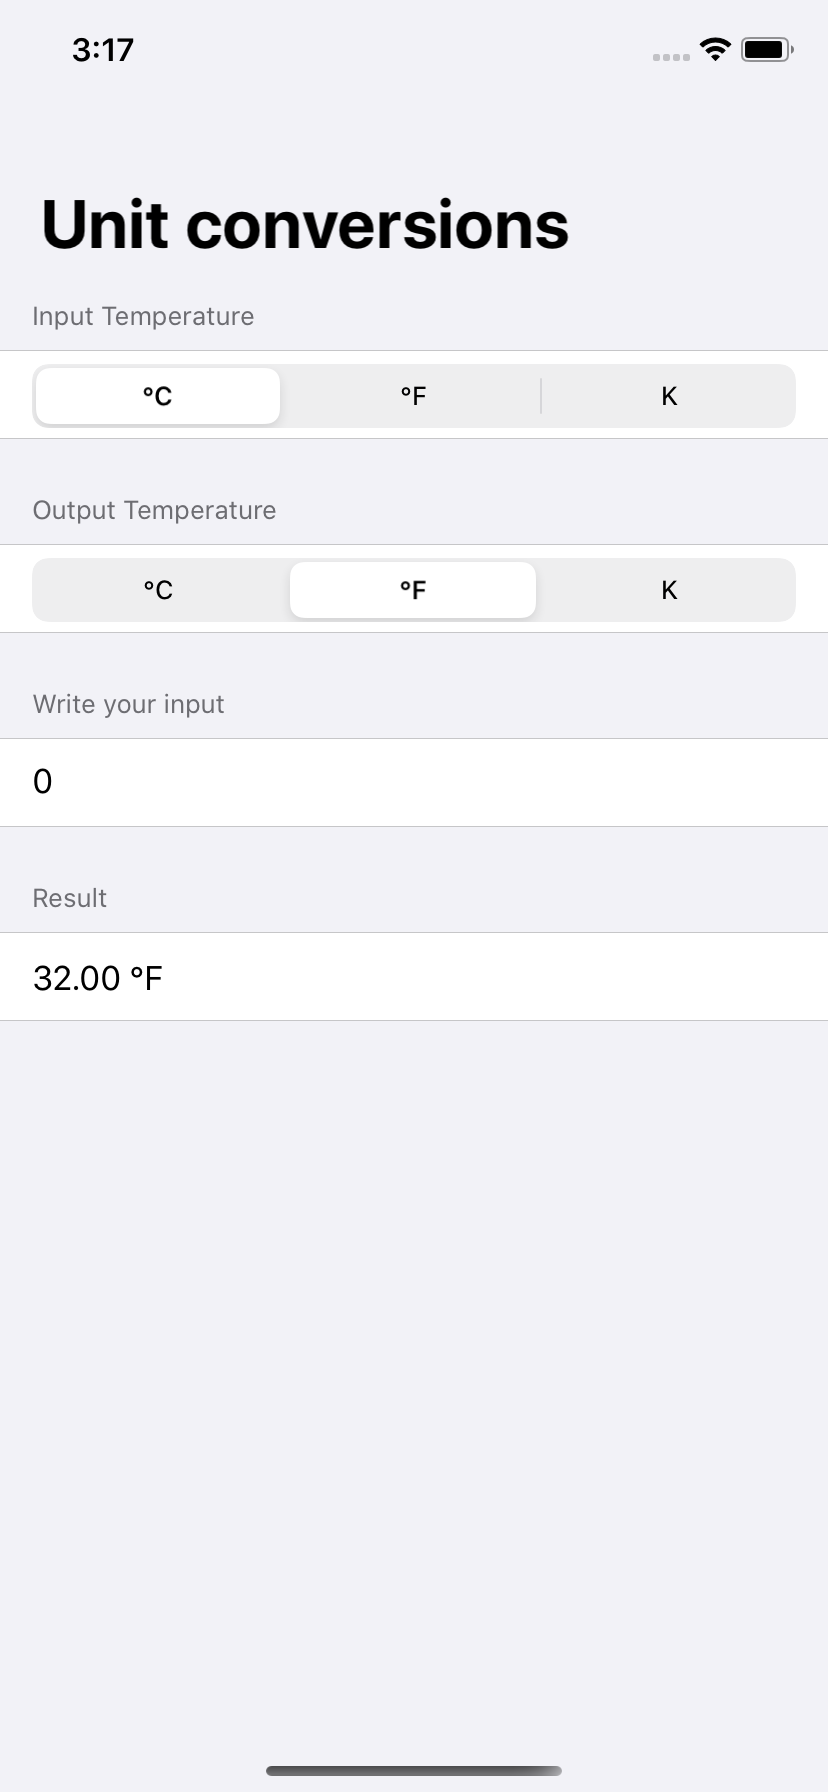 3:17
Unit conversions
Input Temperature
°C °F K
Output Temperature
°C °F K
Write your input
0
Result
32.00 °F